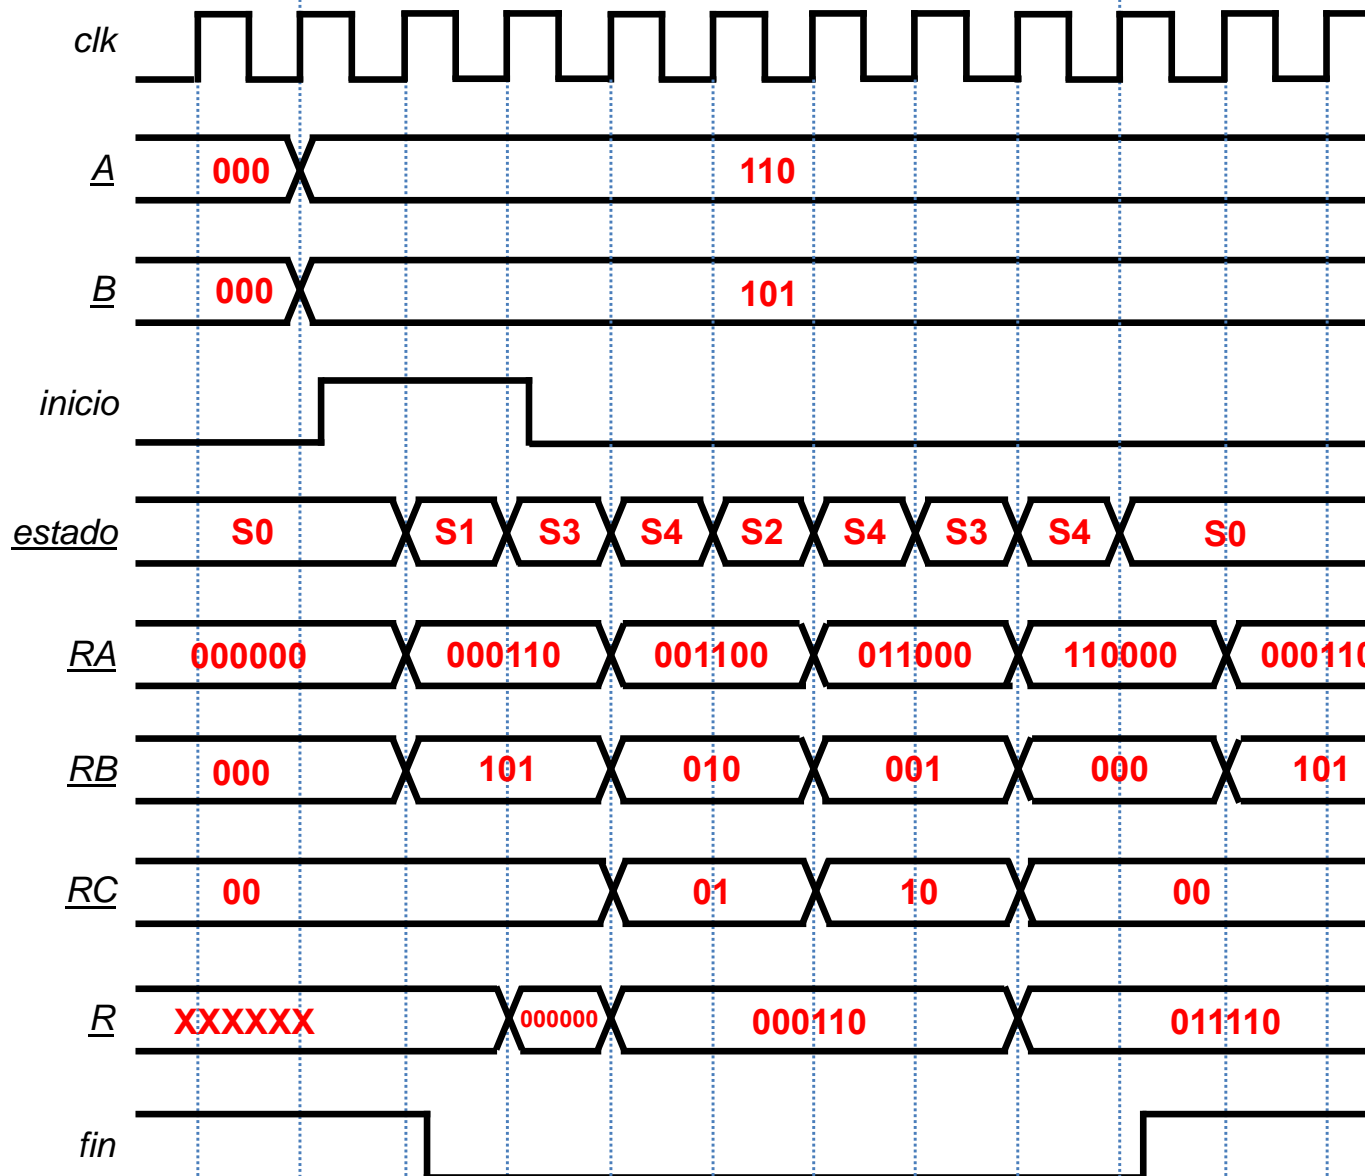 clk
A 000 110
B 000 101
inicio
estado S0 S1 S3 S4 S2 S4 S3 S4 S0
RA 000000 000110 001100 011000 110000 000110
RB 000 101 010 001 000 101
RC 00 01 10 00
R XXXXXX 000000 000110 011110
fin